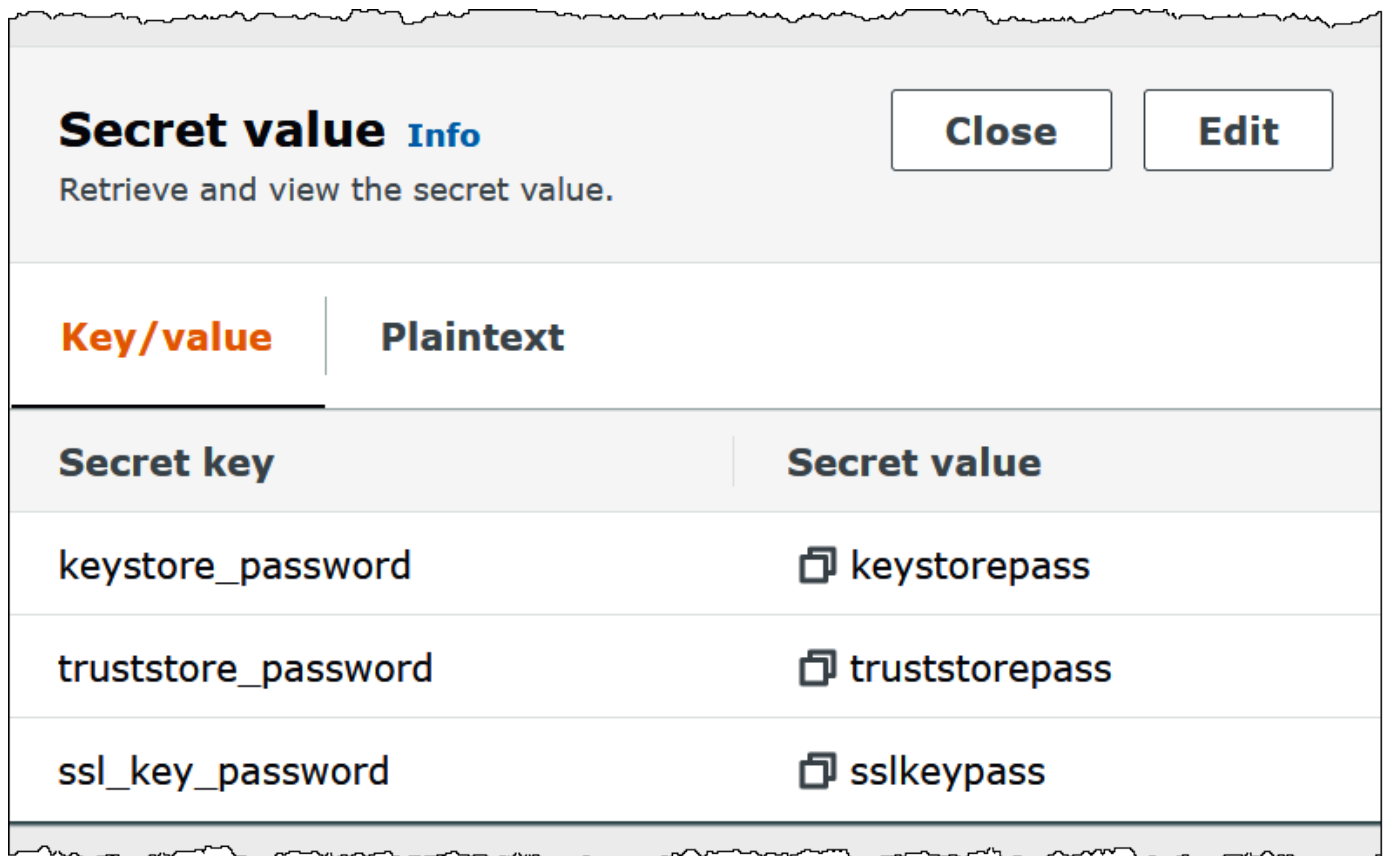 Secret value Info
Close
Edit
Retrieve and view the secret value.
Key/value
Plaintext
Secret key
Secret value
keystore_password
keystorepass
truststore_password
truststorepass
ssl_key_password
sslkeypass